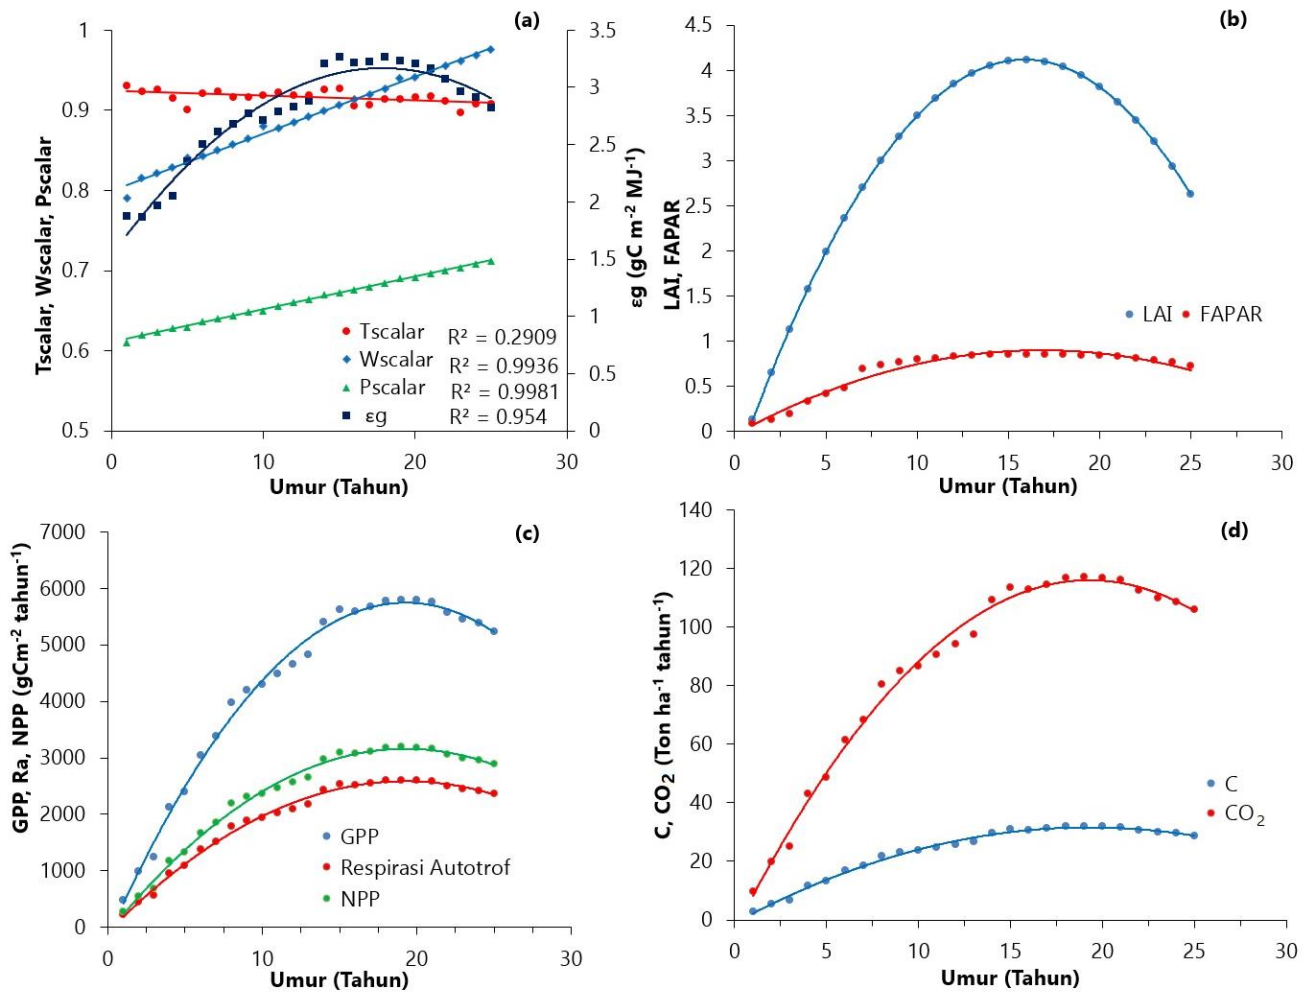 (a)
1
0.9
0.8
0.7
0.6
0.5
3.5
3
2.5
2
1.5
1
0.5
0
Tscalar, Wscalar, Pscalar
εg (gC m⁻² MJ⁻¹)
Tscalar R² = 0.2909
Wscalar R² = 0.9936
Pscalar R² = 0.9981
εg R² = 0.954
0 10 20 30
Umur (Tahun)
(b)
4.5
4
3.5
3
2.5
2
1.5
1
0.5
0
LAI, FAPAR
LAI FAPAR
0 5 10 15 20 25 30
Umur (Tahun)
(c)
7000
6000
5000
4000
3000
2000
1000
0
GPP, Ra, NPP (gCm⁻² tahun⁻¹)
GPP
Respirasi Autotrof
NPP
0 10 20 30
Umur (Tahun)
(d)
140
120
100
80
60
40
20
0
C, CO₂ (Ton ha⁻¹ tahun⁻¹)
C
CO₂
0 5 10 15 20 25 30
Umur (Tahun)